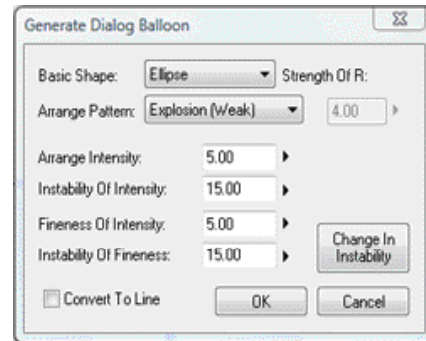 Generate Dialog Balloon
Basic Shape: Ellipse Strength Of R:
Arrange Pattern: Explosion (Weak) 4.00
Arrange Intensity: 5.00
Instability Of Intensity: 15.00
Fineness Of Intensity: 5.00
Instability Of Fineness: 15.00
Change In
Instability
Convert To Line OK Cancel